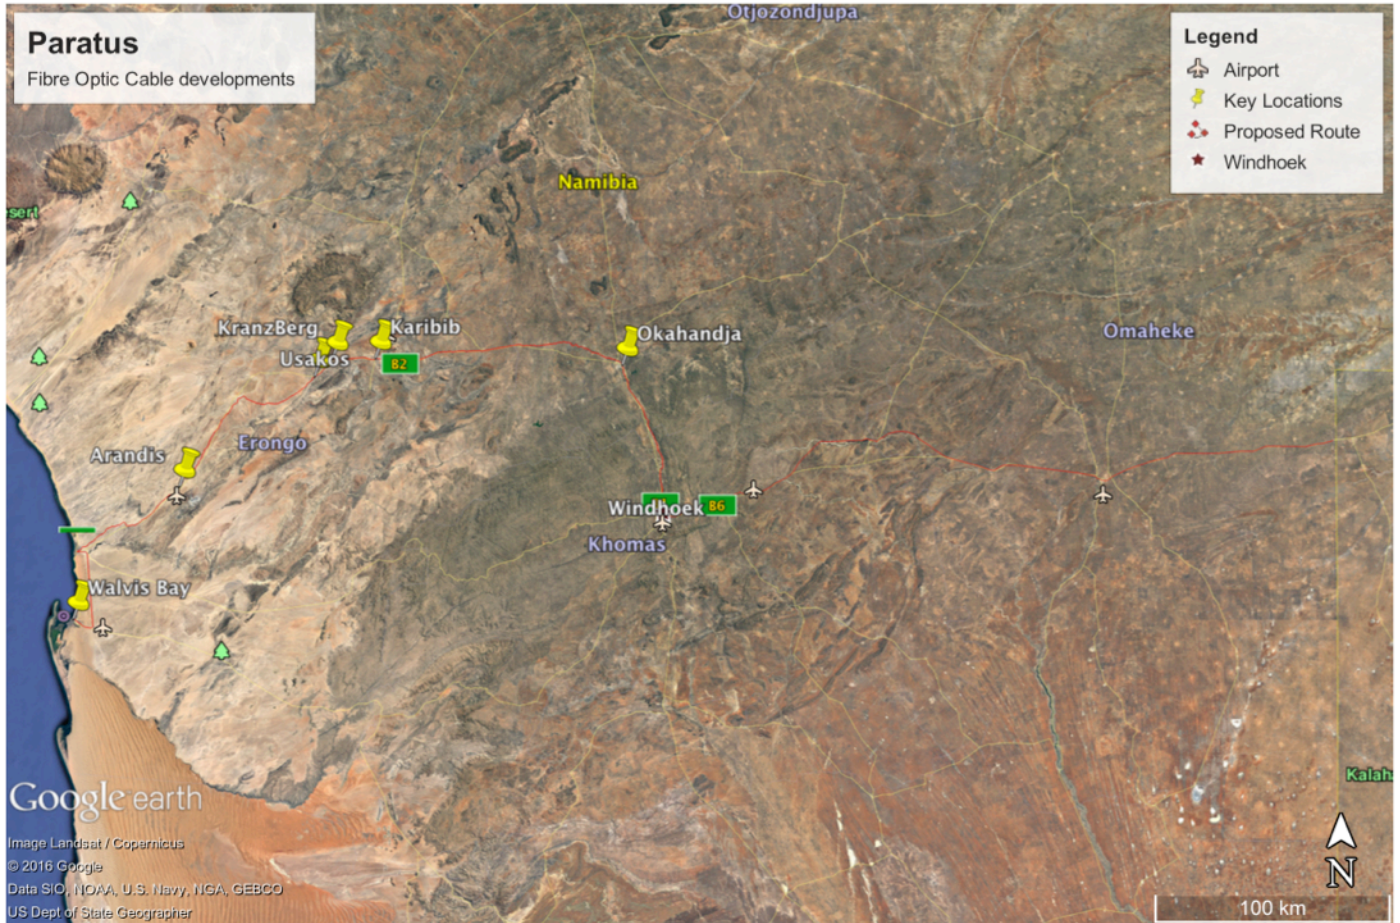 Paratus
Fibre Optic Cable developments
Otjozondjupa
Legend
Airport
Key Locations
Proposed Route
Windhoek
Namibia
esert
KranzBerg
Karibib
Usakos
B2
Okahandja
Omaheke
Arandis
Erongo
Windhoek
B6
Khomas
Walvis Bay
Kalah
Google earth
Image Landsat / Copernicus
© 2016 Google
Data SIO, NOAA, U.S. Navy, NGA, GEBCO
US Dept of State Geographer
N
100 km